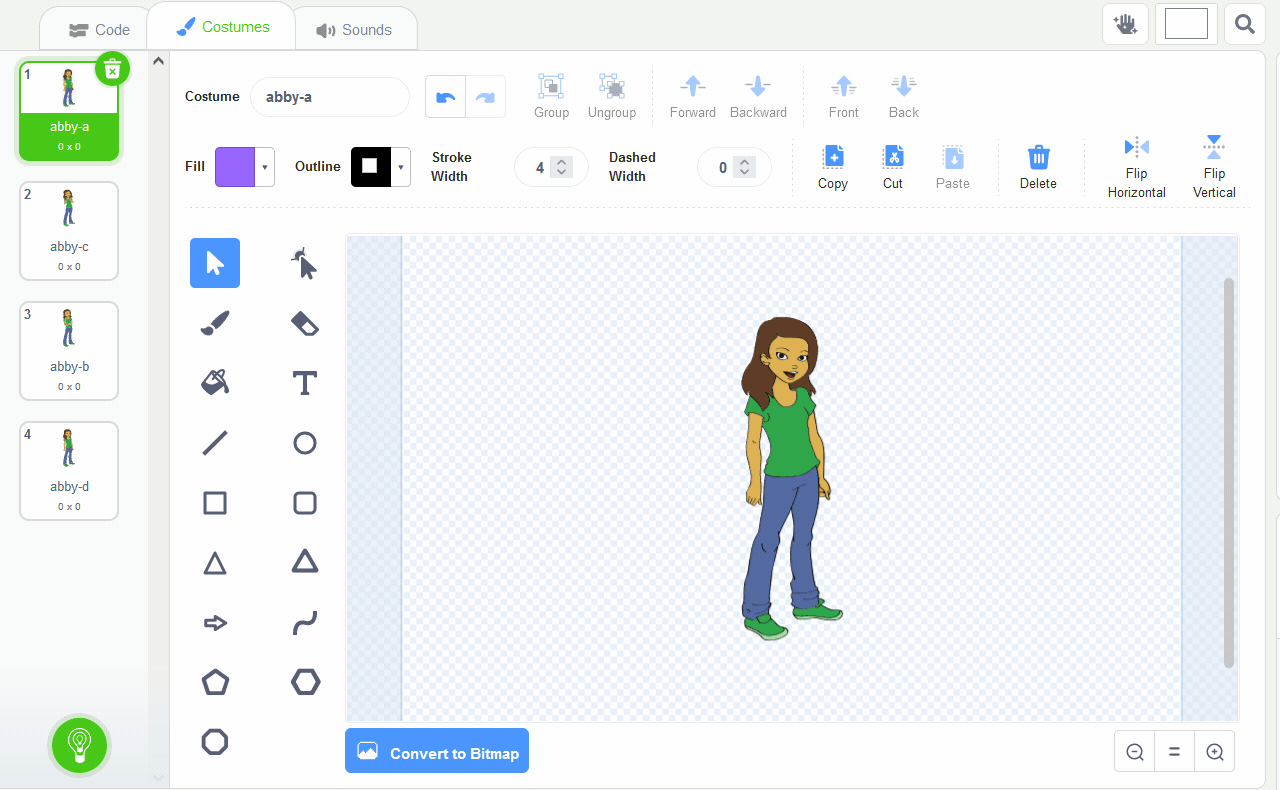 Code
Costumes
Sounds
1
abby-a
0 x 0
2
abby-c
0 x 0
3
abby-b
0 x 0
4
abby-d
0 x 0
Costume
abby-a
Group
Ungroup
Forward
Backward
Front
Back
Fill
Outline
Stroke
Width
4
Dashed
Width
0
Copy
Cut
Paste
Delete
Flip
Horizontal
Flip
Vertical
T
Convert to Bitmap
=